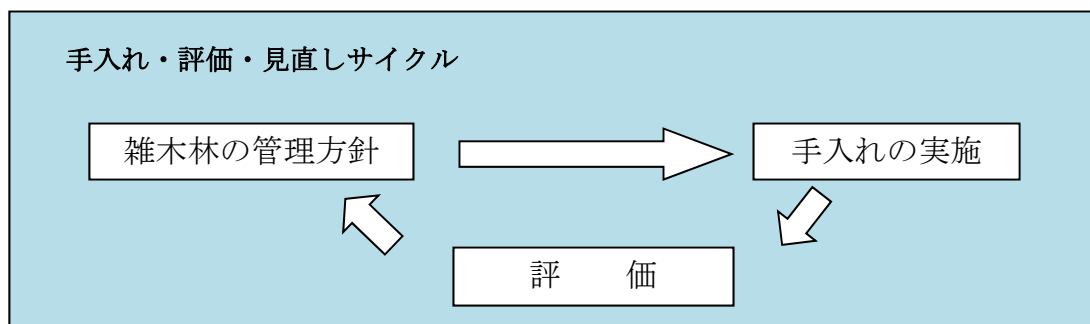 手入れ・評価・見直しサイクル
雑木林の管理方針
手入れの実施
評　　価